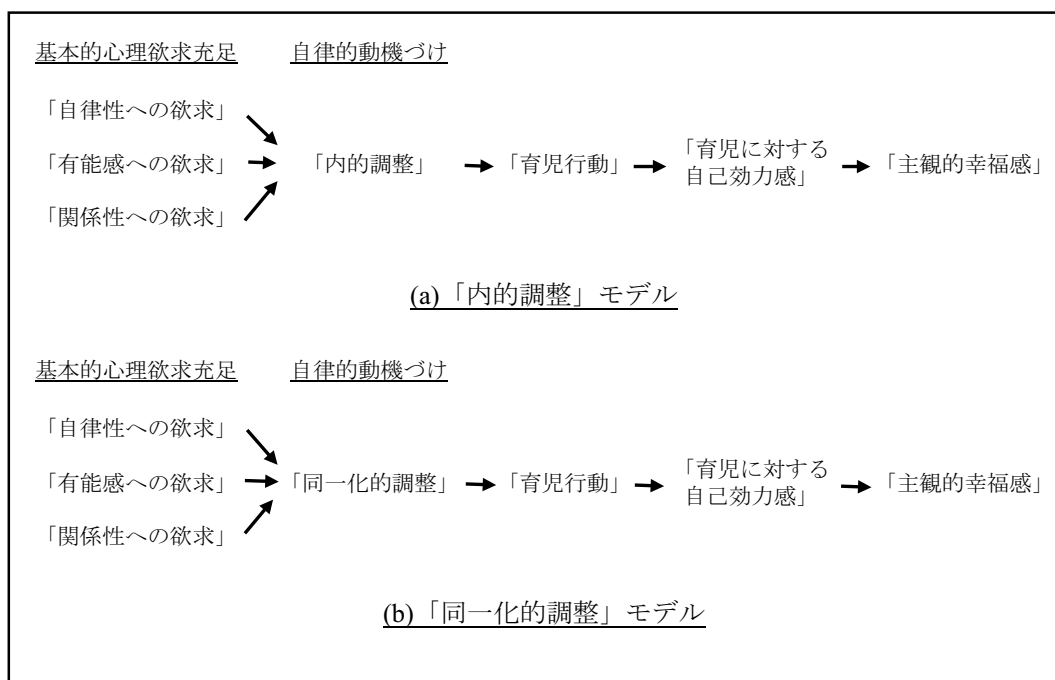 基本的心理欲求充足 自律的動機づけ
「自律性への欲求」
「有能感への欲求」 「内的調整」 「育児行動」 「育児に対する
自己効力感」 「主観的幸福感」
「関係性への欲求」
(a)「内的調整」モデル
基本的心理欲求充足 自律的動機づけ
「自律性への欲求」
「有能感への欲求」 「同一化的調整」 「育児行動」 「育児に対する
自己効力感」 「主観的幸福感」
「関係性への欲求」
(b)「同一化的調整」モデル